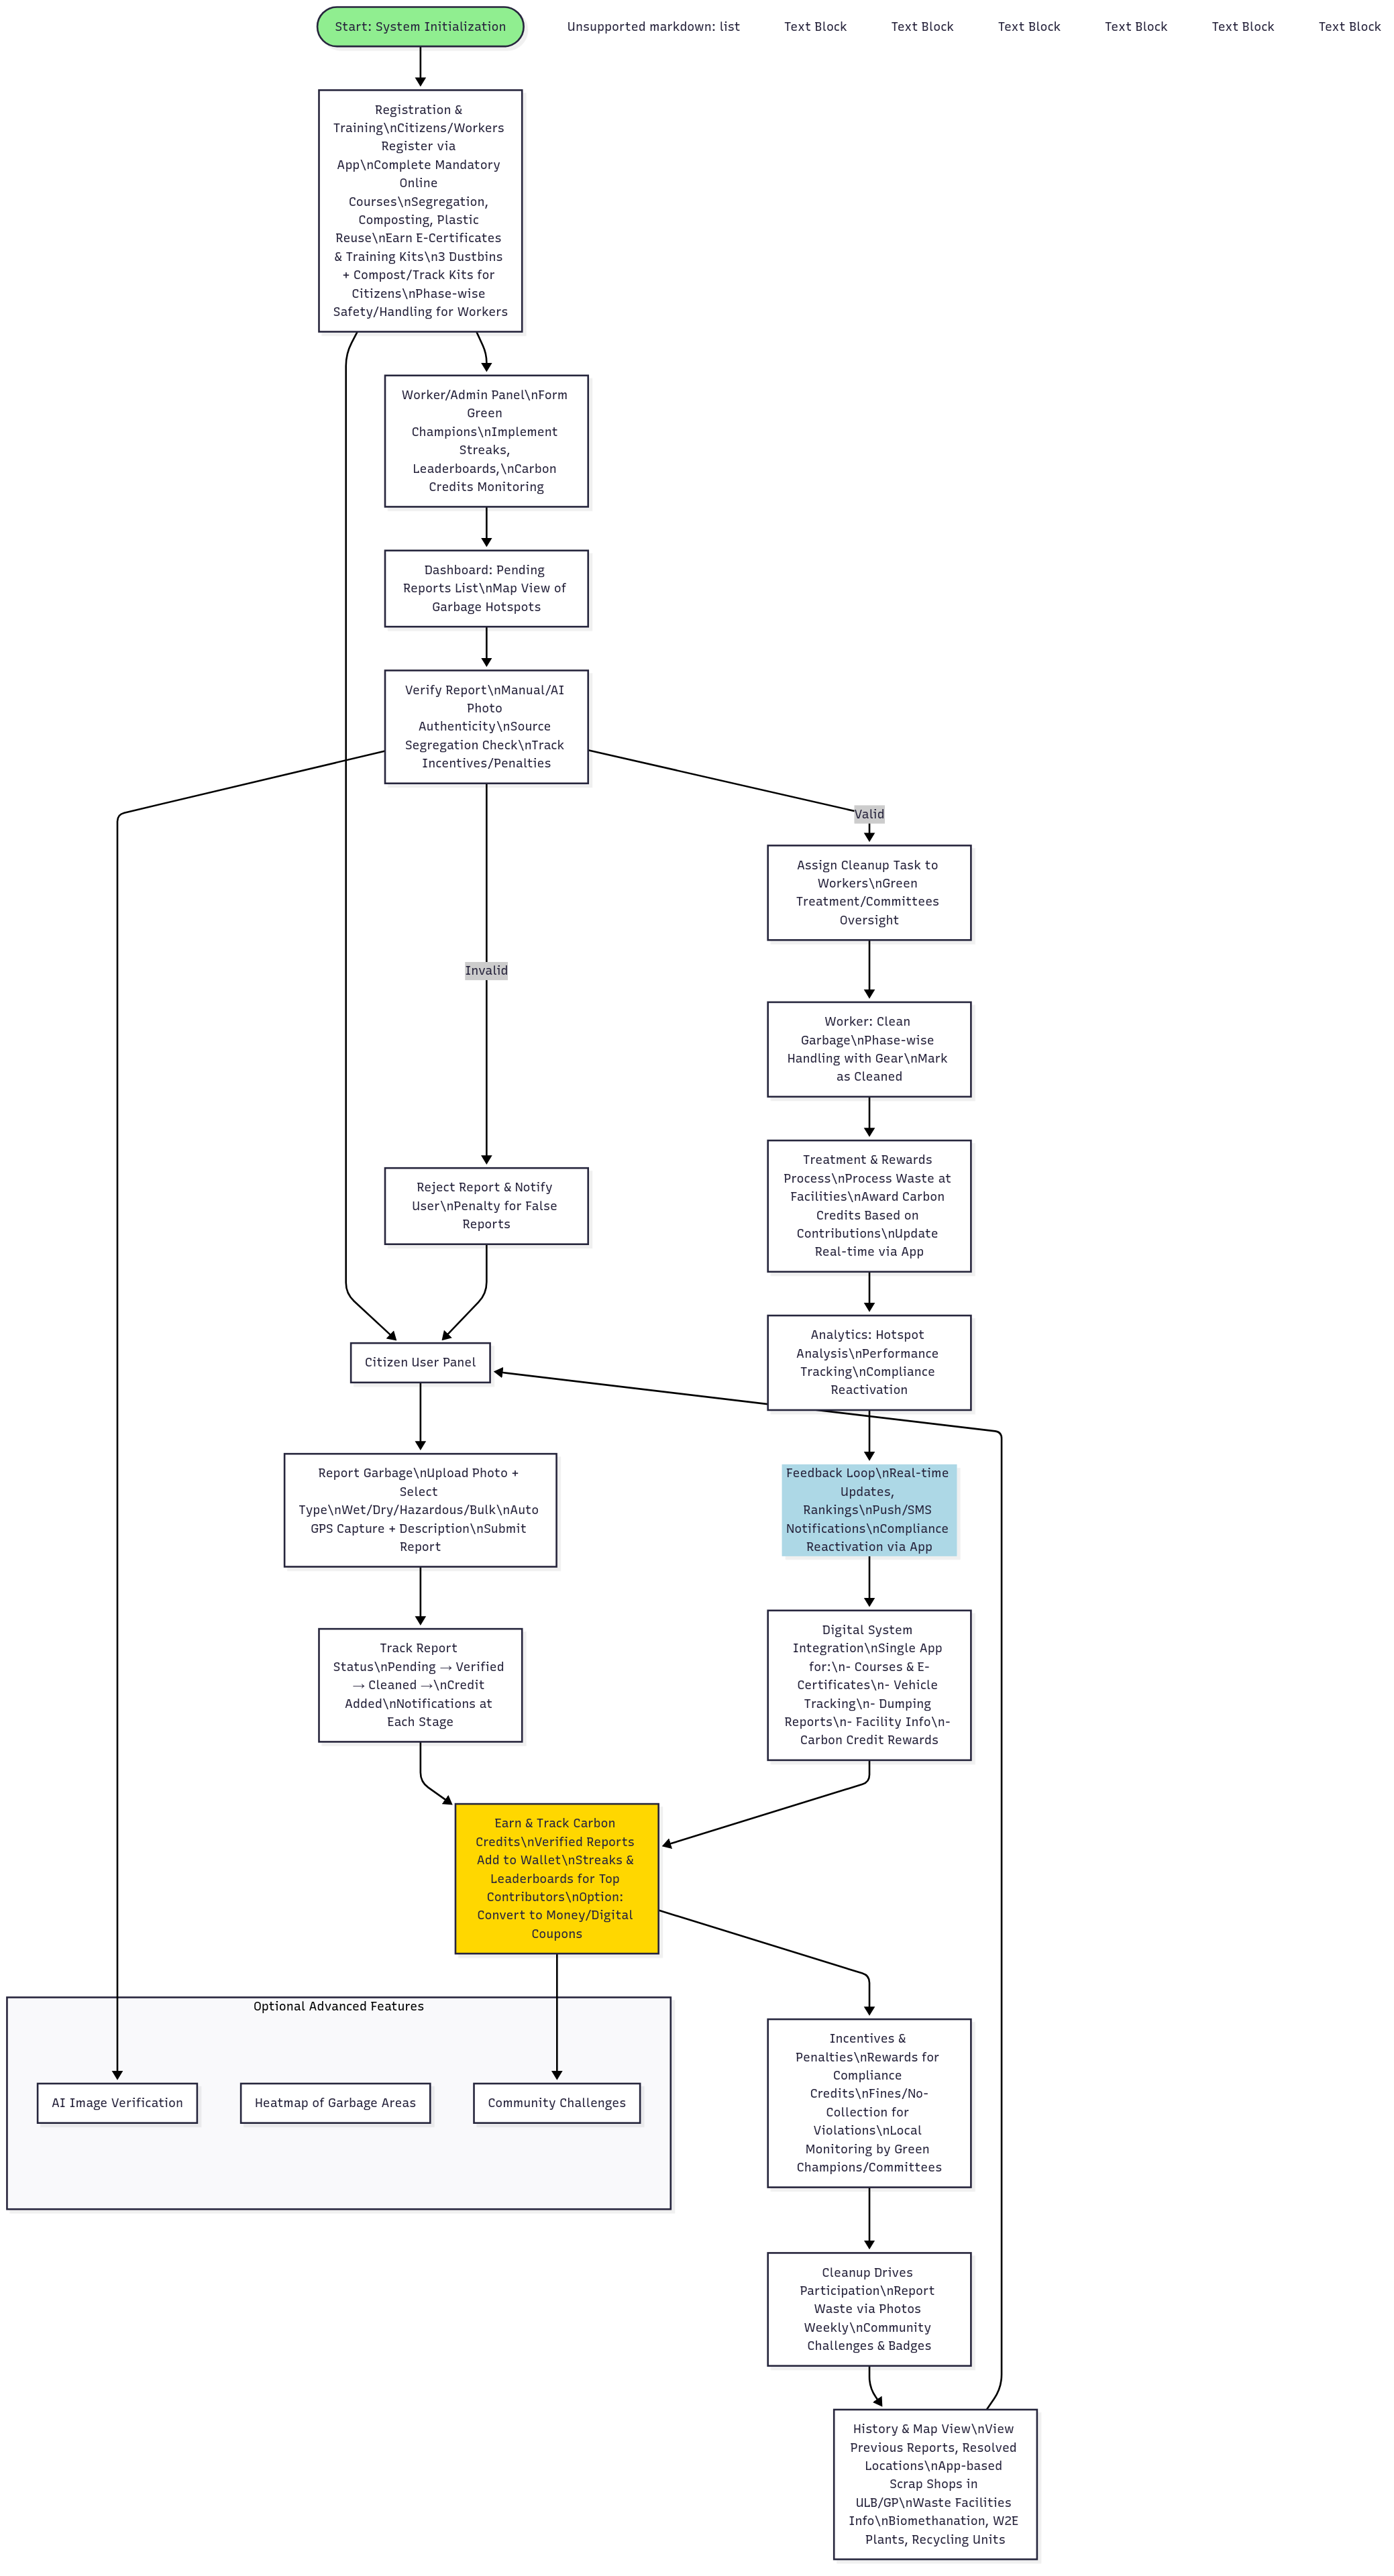 Start: System Initialization
Unsupported markdown: list
Text Block
Text Block
Text Block
Text Block
Text Block
Text Block
Registration &
Training\nCitizens/Workers
Register via
App\nComplete Mandatory
Online
Courses\nSegregation,
Composting, Plastic
Reuse\nEarn E-Certificates
& Training Kits\n3 Dustbins
+ Compost/Track Kits for
Citizens\nPhase-wise
Safety/Handling for Workers
Worker/Admin Panel\nForm
Green
Champions\nImplement
Streaks,
Leaderboards,\nCarbon
Credits Monitoring
Dashboard: Pending
Reports List\nMap View of
Garbage Hotspots
Verify Report\nManual/AI
Photo
Authenticity\nSource
Segregation Check\nTrack
Incentives/Penalties
Valid
Assign Cleanup Task to
Workers\nGreen
Treatment/Committees
Oversight
Invalid
Worker: Clean
Garbage\nPhase-wise
Handling with Gear\nMark
as Cleaned
Treatment & Rewards
Process\nProcess Waste at
Facilities\nAward Carbon
Credits Based on
Contributions\nUpdate
Real-time via App
Reject Report & Notify
User\nPenalty for False
Reports
Analytics: Hotspot
Analysis\nPerformance
Tracking\nCompliance
Reactivation
Citizen User Panel
Report Garbage\nUpload Photo +
Select
Type\nWet/Dry/Hazardous/Bulk\nAuto
GPS Capture + Description\nSubmit
Report
Feedback Loop\nReal-time
Updates,
Rankings\nPush/SMS
Notifications\nCompliance
Reactivation via App
Track Report
Status\nPending → Verified
→ Cleaned →\nCredit
Added\nNotifications at
Each Stage
Digital System
Integration\nSingle App
for:\n- Courses & E-
Certificates\n- Vehicle
Tracking\n- Dumping
Reports\n- Facility Info\n-
Carbon Credit Rewards
Earn & Track Carbon
Credits\nVerified Reports
Add to Wallet\nStreaks &
Leaderboards for Top
Contributors\nOption:
Convert to Money/Digital
Coupons
Optional Advanced Features
AI Image Verification
Heatmap of Garbage Areas
Community Challenges
Incentives &
Penalties\nRewards for
Compliance
Credits\nFines/No-
Collection for
Violations\nLocal
Monitoring by Green
Champions/Committees
Cleanup Drives
Participation\nReport
Waste via Photos
Weekly\nCommunity
Challenges & Badges
History & Map View\nView
Previous Reports, Resolved
Locations\nApp-based
Scrap Shops in
ULB/GP\nWaste Facilities
Info\nBiomethanation, W2E
Plants, Recycling Units